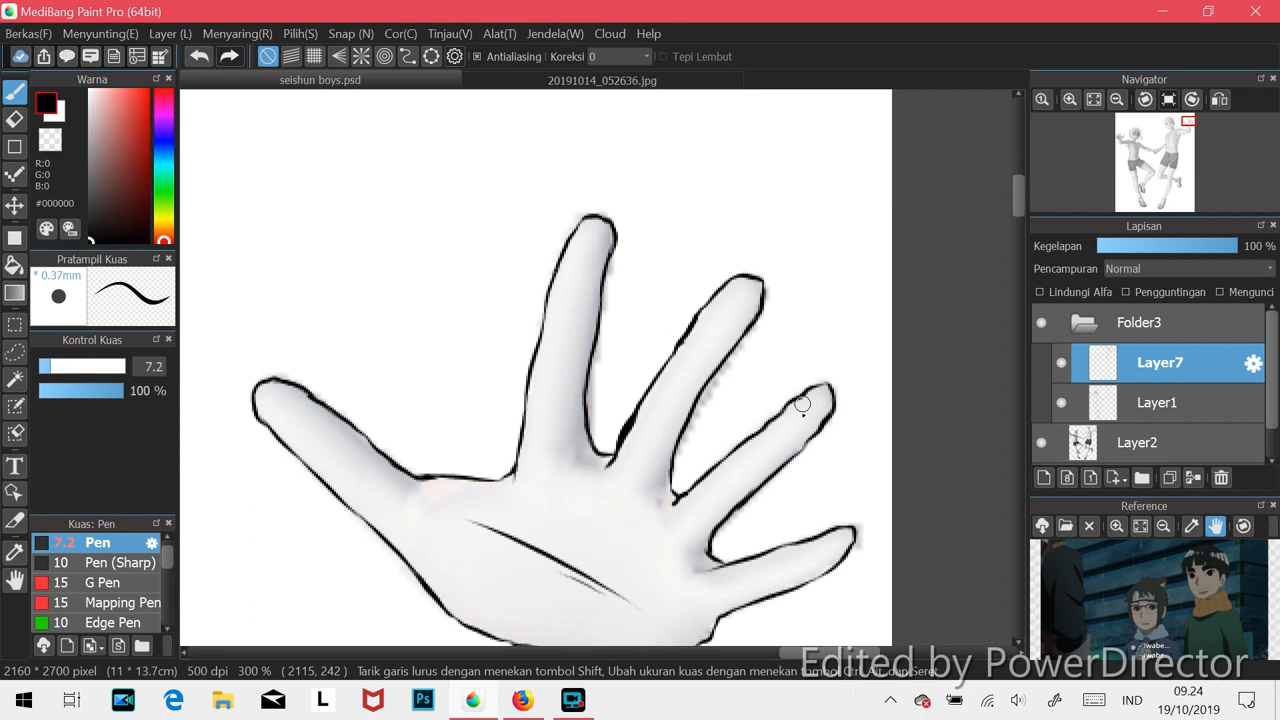 MediBang Paint Pro (64bit)
Berkas(F) Menyunting(E) Layer (L) Menyaring(R) Pilih(S) Snap (N) Cor(C) Tinjau(V) Alat(T) Jendela(W) Cloud Help
Antialiasing Koreksi 0 Tepi Lembut
Warna
seishun boys.psd
20191014_052636.jpg
Navigator
R:0
G:0
B:0
#000000
Pratampil Kuas
* 0.37mm
Kontrol Kuas
7.2
100 %
Kuas: Pen
7.2 Pen
10 Pen (Sharp)
15 G Pen
15 Mapping Pen
10 Edge Pen
Lapisan
Kegelapan 100 %
Pencampuran Normal
Lindungi Alfa Pengguntingan Mengunci
Folder3
Layer7
Layer1
Layer2
Reference
Iwabe...
Iwabe...
2160 * 2700 pixel (11 * 13.7cm) 500 dpi 300 % ( 2115, 242 ) Tarik garis lurus dengan menekan tombol Shift, Ubah ukuran kuas dengan menekan tombol Ctrl
Edited by PowerDirector
L
Ps
IND
09.24
19/10/2019